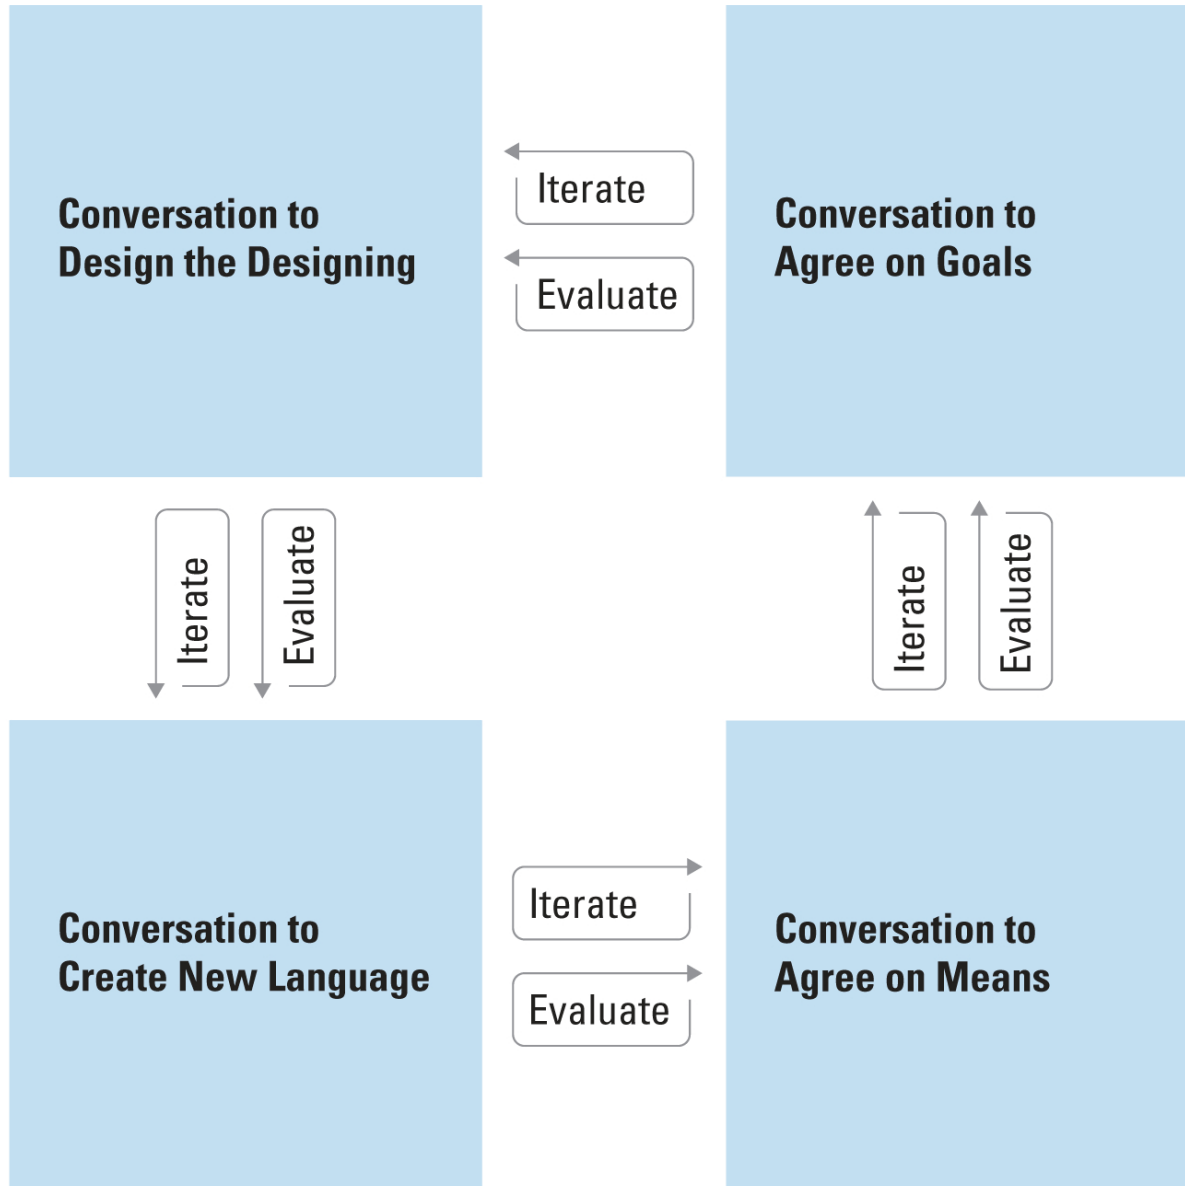 Conversation to
Design the Designing
Iterate
Evaluate
Conversation to
Agree on Goals
Iterate
Evaluate
Iterate
Evaluate
Conversation to
Create New Language
Iterate
Evaluate
Conversation to
Agree on Means